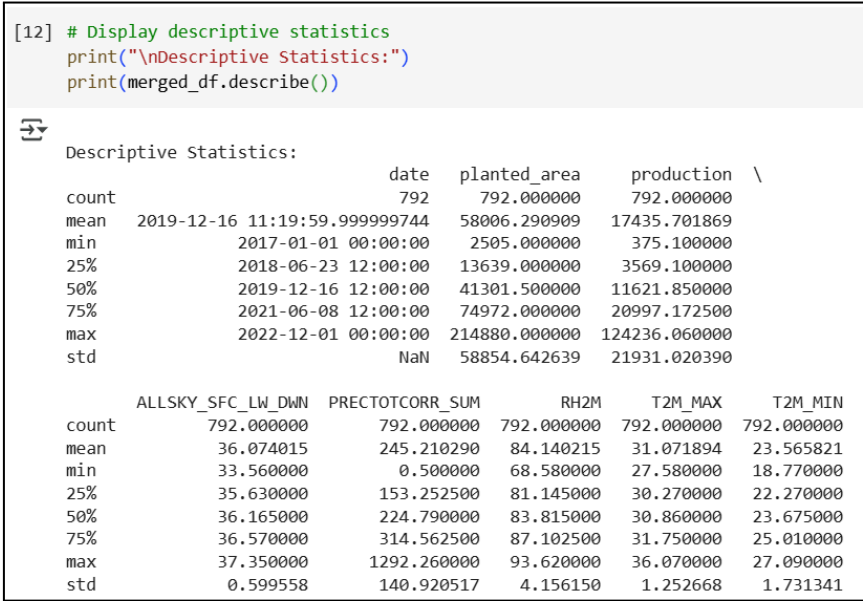 [12] # Display descriptive statistics
print("\nDescriptive Statistics:")
print(merged_df.describe())
Descriptive Statistics:
date planted_area production \
count 792 792.000000 792.000000
mean 2019-12-16 11:19:59.999999744 58006.290909 17435.701869
min 2017-01-01 00:00:00 2505.000000 375.100000
25% 2018-06-23 12:00:00 13639.000000 3569.100000
50% 2019-12-16 12:00:00 41301.500000 11621.850000
75% 2021-06-08 12:00:00 74972.000000 20997.172500
max 2022-12-01 00:00:00 214880.000000 124236.060000
std NaN 58854.642639 21931.020390
ALLSKY_SFC_LW_DWN PRECTOTCORR_SUM RH2M T2M_MAX T2M_MIN
count 792.000000 792.000000 792.000000 792.000000 792.000000
mean 36.074015 245.210290 84.140215 31.071894 23.565821
min 33.560000 0.500000 68.580000 27.580000 18.770000
25% 35.630000 153.252500 81.145000 30.270000 22.270000
50% 36.165000 224.790000 83.815000 30.860000 23.675000
75% 36.570000 314.562500 87.102500 31.750000 25.010000
max 37.350000 1292.260000 93.620000 36.070000 27.090000
std 0.599558 140.920517 4.156150 1.252668 1.731341